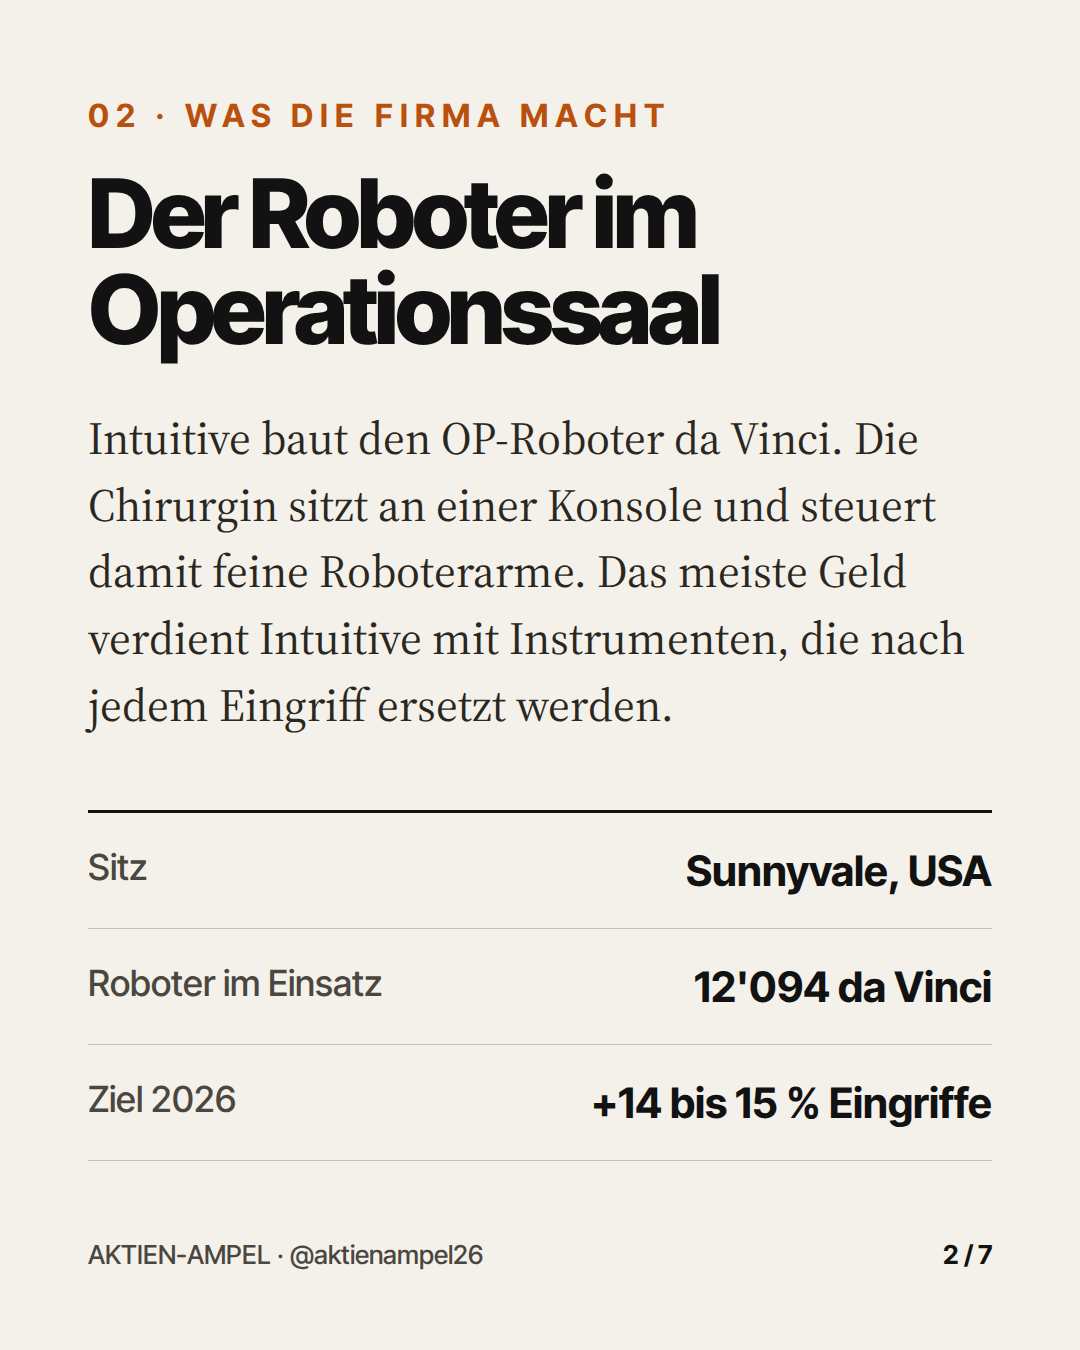 02 · WAS DIE FIRMA MACHT
Der Roboter im
Operationssaal
Intuitive baut den OP-Roboter da Vinci. Die
Chirurgin sitzt an einer Konsole und steuert
damit feine Roboterarme. Das meiste Geld
verdient Intuitive mit Instrumenten, die nach
jedem Eingriff ersetzt werden.
Sitz Sunnyvale, USA
Roboter im Einsatz 12'094 da Vinci
Ziel 2026 +14 bis 15 % Eingriffe
AKTIEN-AMPEL · @aktienampel26 2 / 7